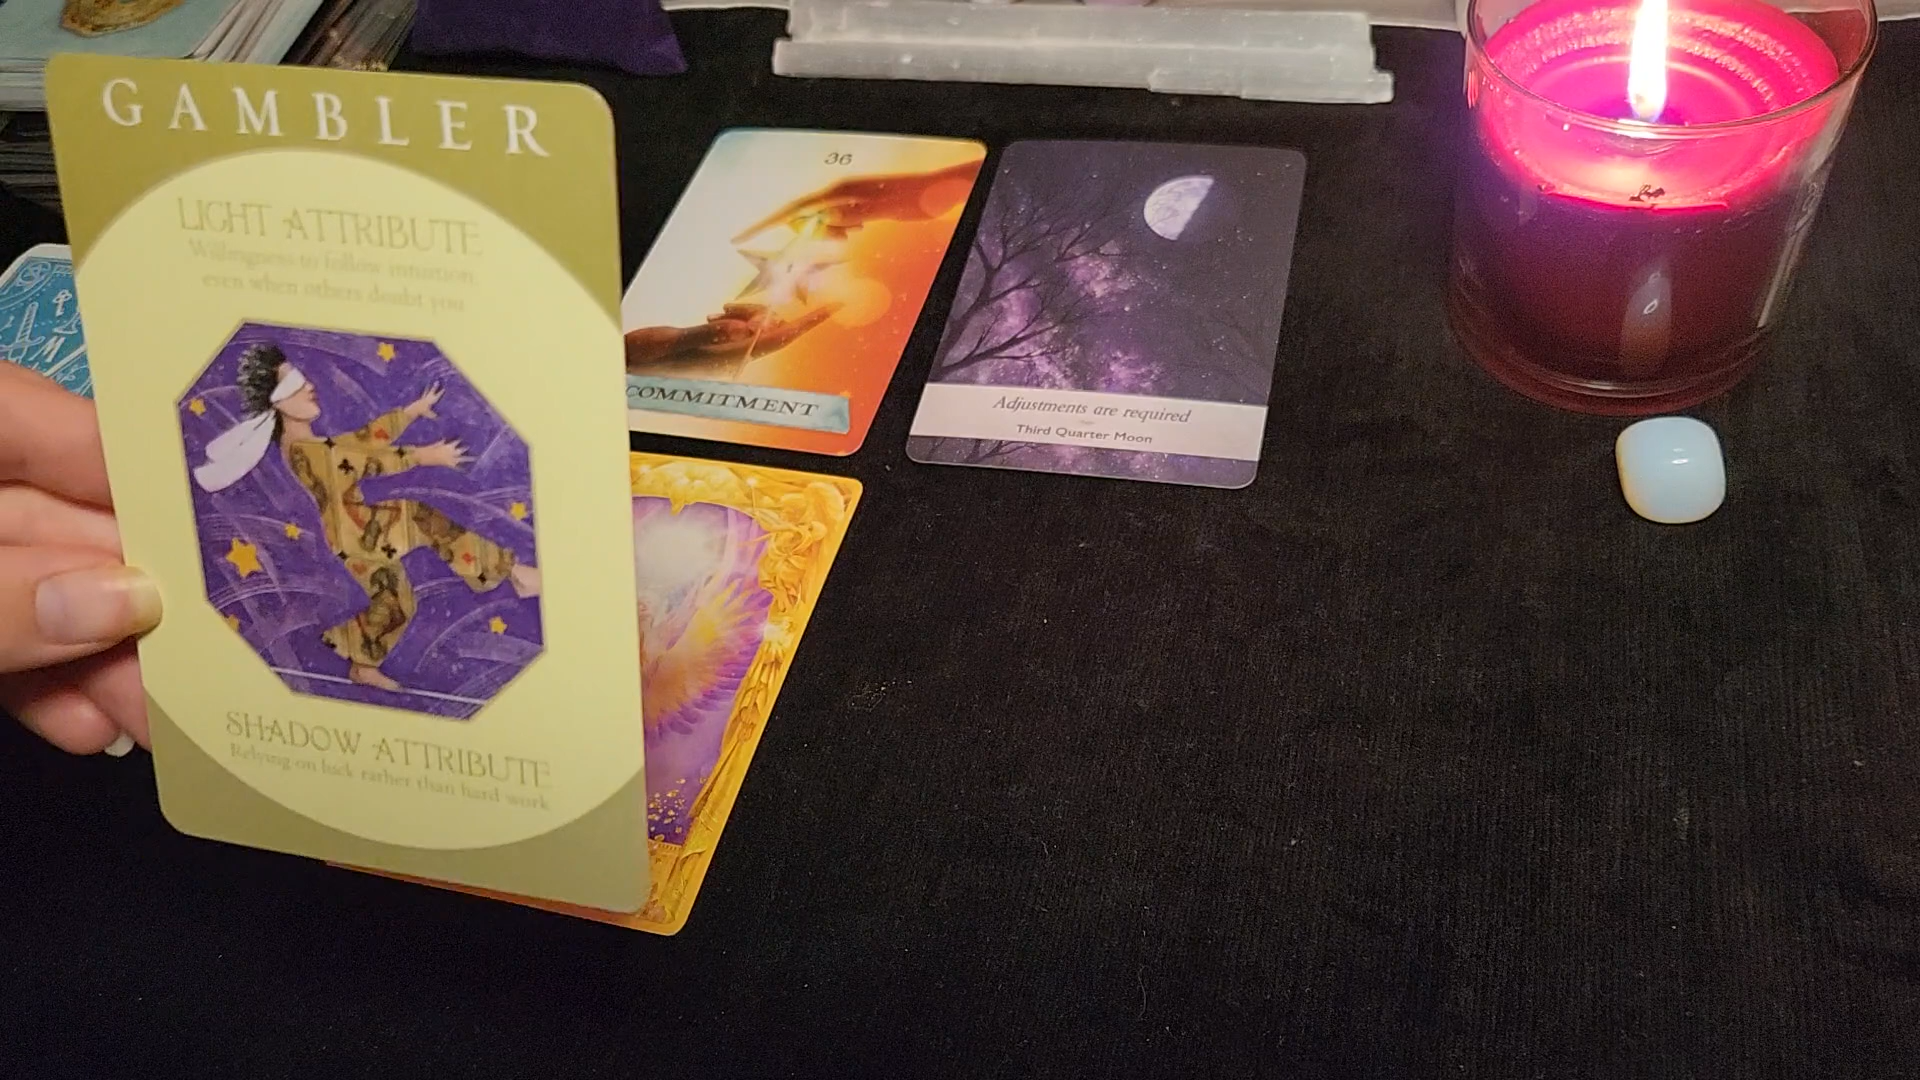 GAMBLER
LIGHT ATTRIBUTE
Willingness to follow intuition,
even when others doubt you
SHADOW ATTRIBUTE
Relying on luck rather than hard work
36
COMMITMENT
Adjustments are required
Third Quarter Moon